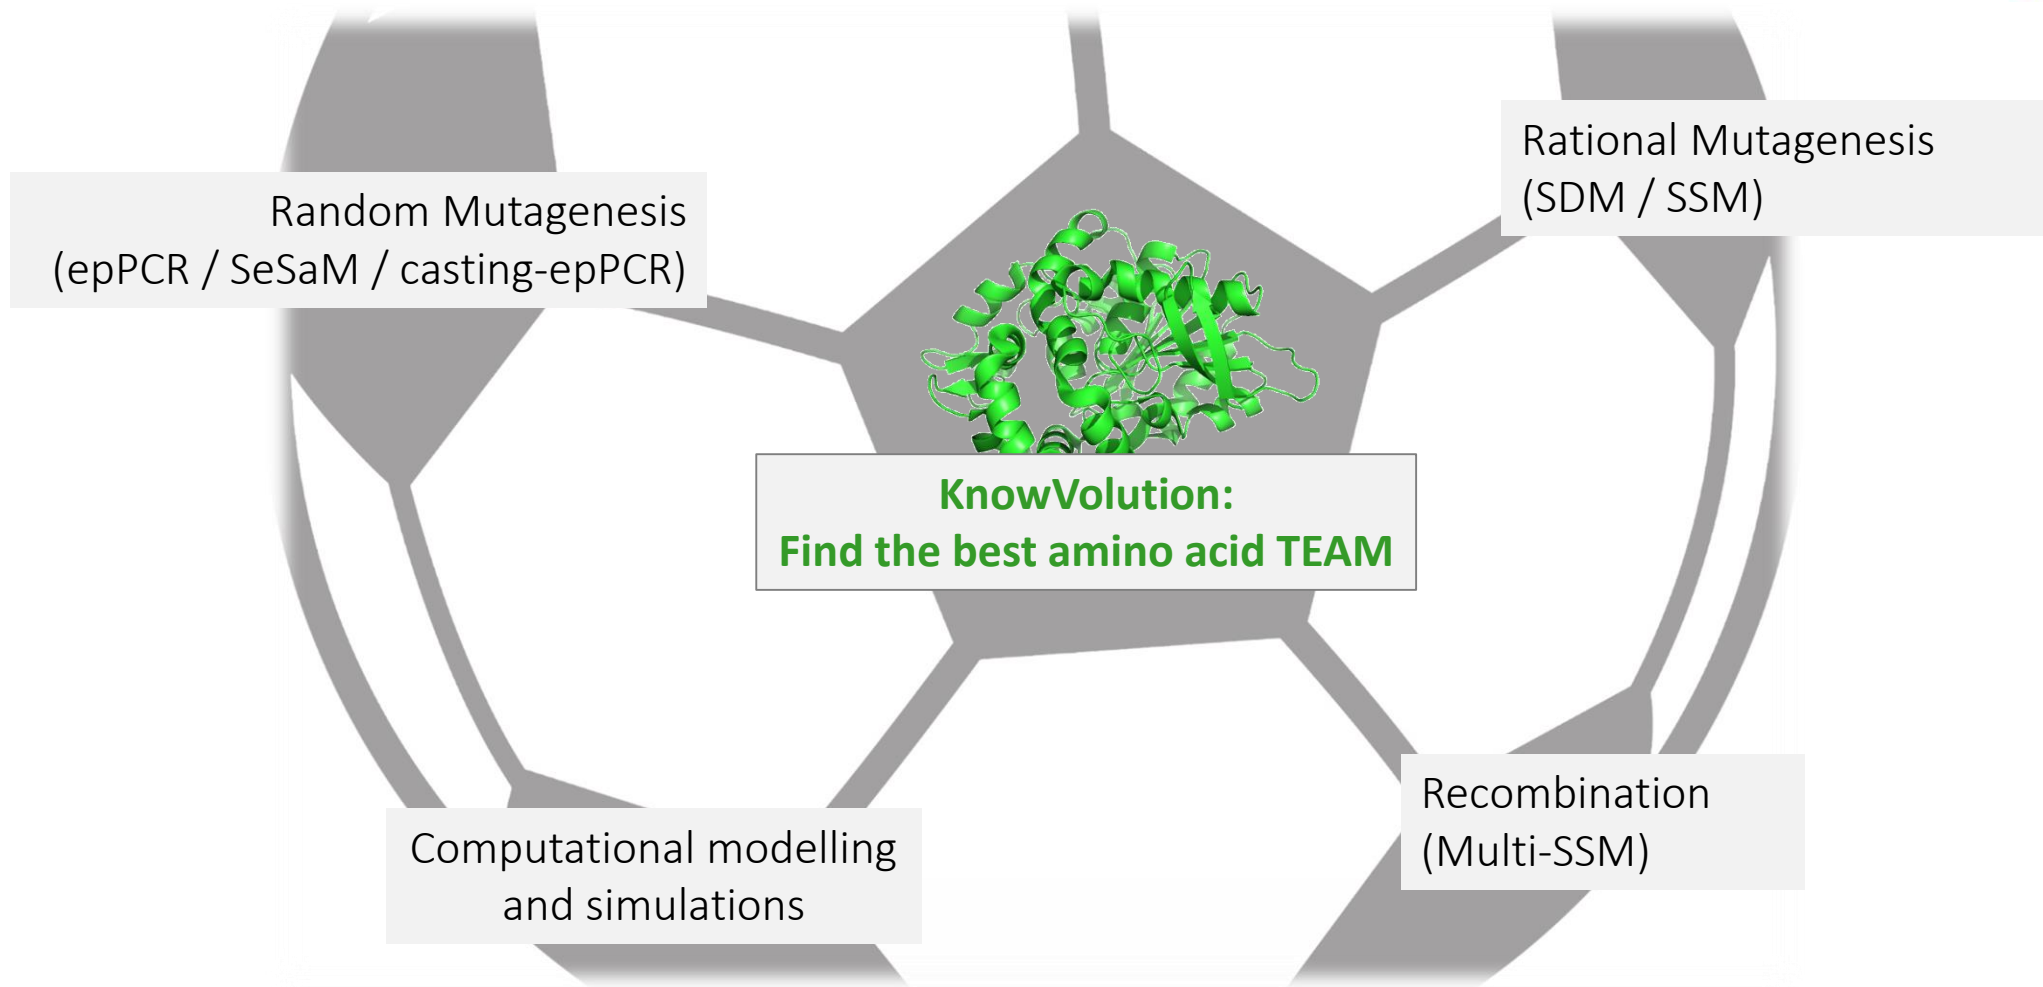 Random Mutagenesis
(epPCR / SeSaM / casting-epPCR)
Rational Mutagenesis
(SDM / SSM)
KnowVolution:
Find the best amino acid TEAM
Computational modelling
and simulations
Recombination
(Multi-SSM)